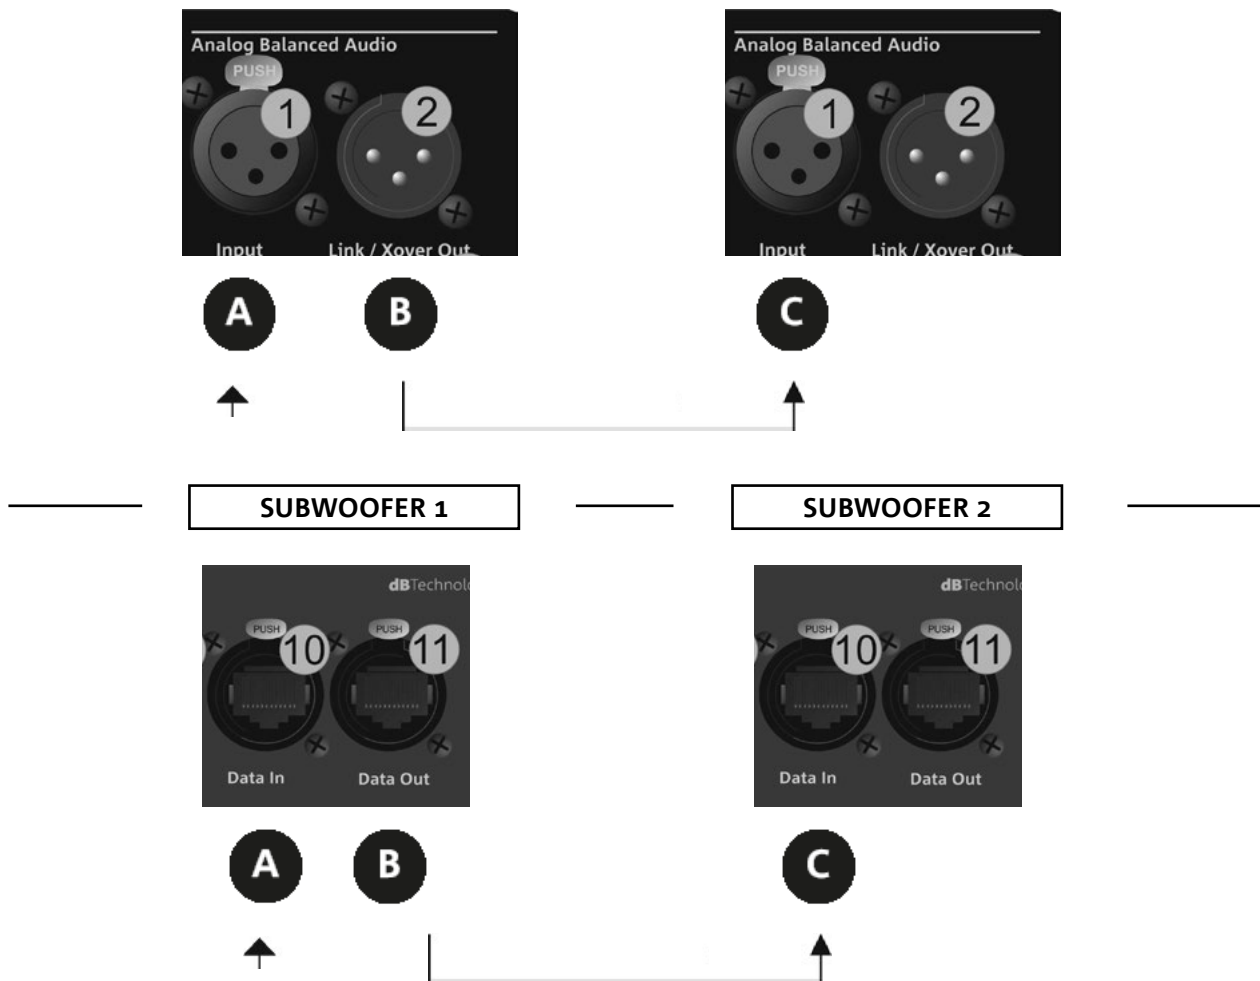 Analog Balanced Audio
Analog Balanced Audio
PUSH
PUSH
1
2
1
2
Input
Link / Xover Out
Input
Link / Xover Out
A
B
C
SUBWOOFER 1
SUBWOOFER 2
dBTechnolo
dBTechnolo
PUSH
PUSH
PUSH
PUSH
10
11
10
11
Data In
Data Out
Data In
Data Out
A
B
C